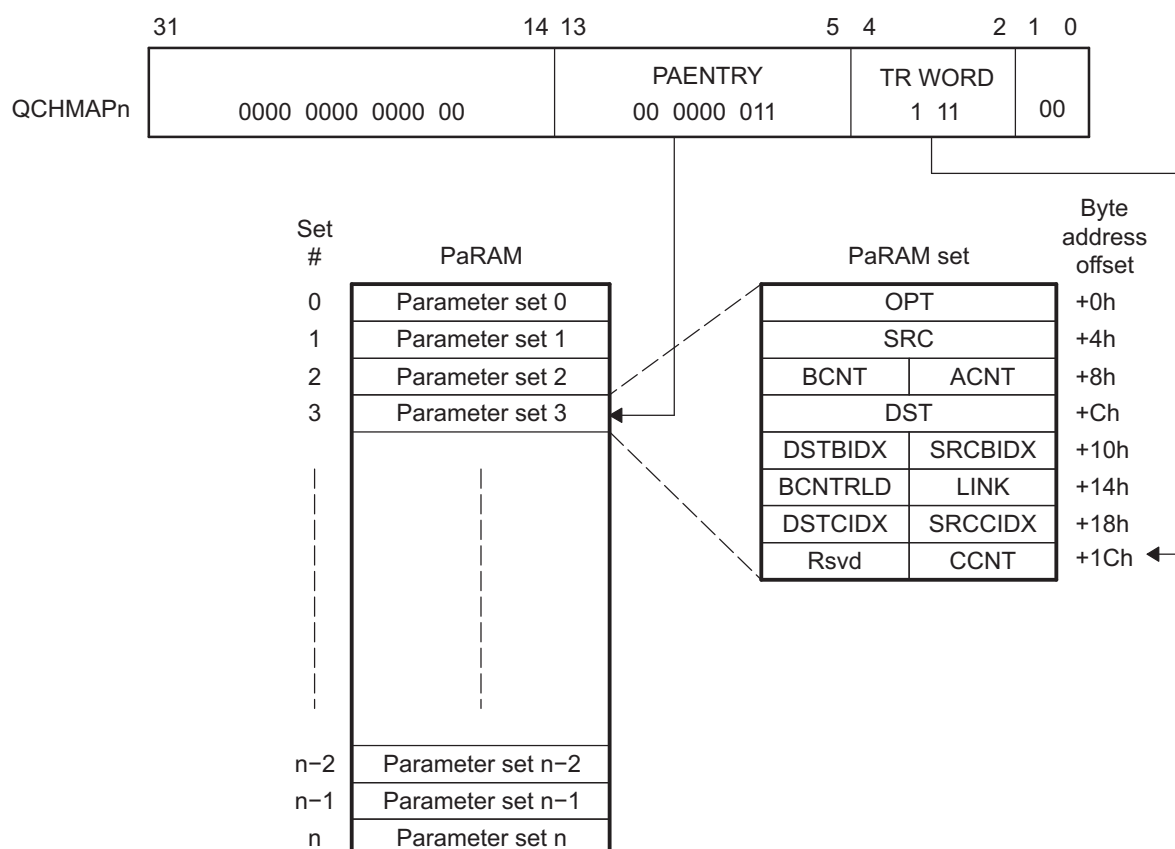 31 14 13 5 4 2 1 0
PAENTRY TR WORD
QCHMAPn 0000 0000 0000 00 00 0000 011 1 11 00
Set
#
PaRAM
PaRAM set
Byte
address
offset
0 Parameter set 0
1 Parameter set 1
2 Parameter set 2
3 Parameter set 3
OPT +0h
SRC +4h
BCNT ACNT +8h
DST +Ch
DSTBIDX SRCBIDX +10h
BCNTRLD LINK +14h
DSTCIDX SRCCIDX +18h
Rsvd CCNT +1Ch
n−2 Parameter set n−2
n−1 Parameter set n−1
n Parameter set n